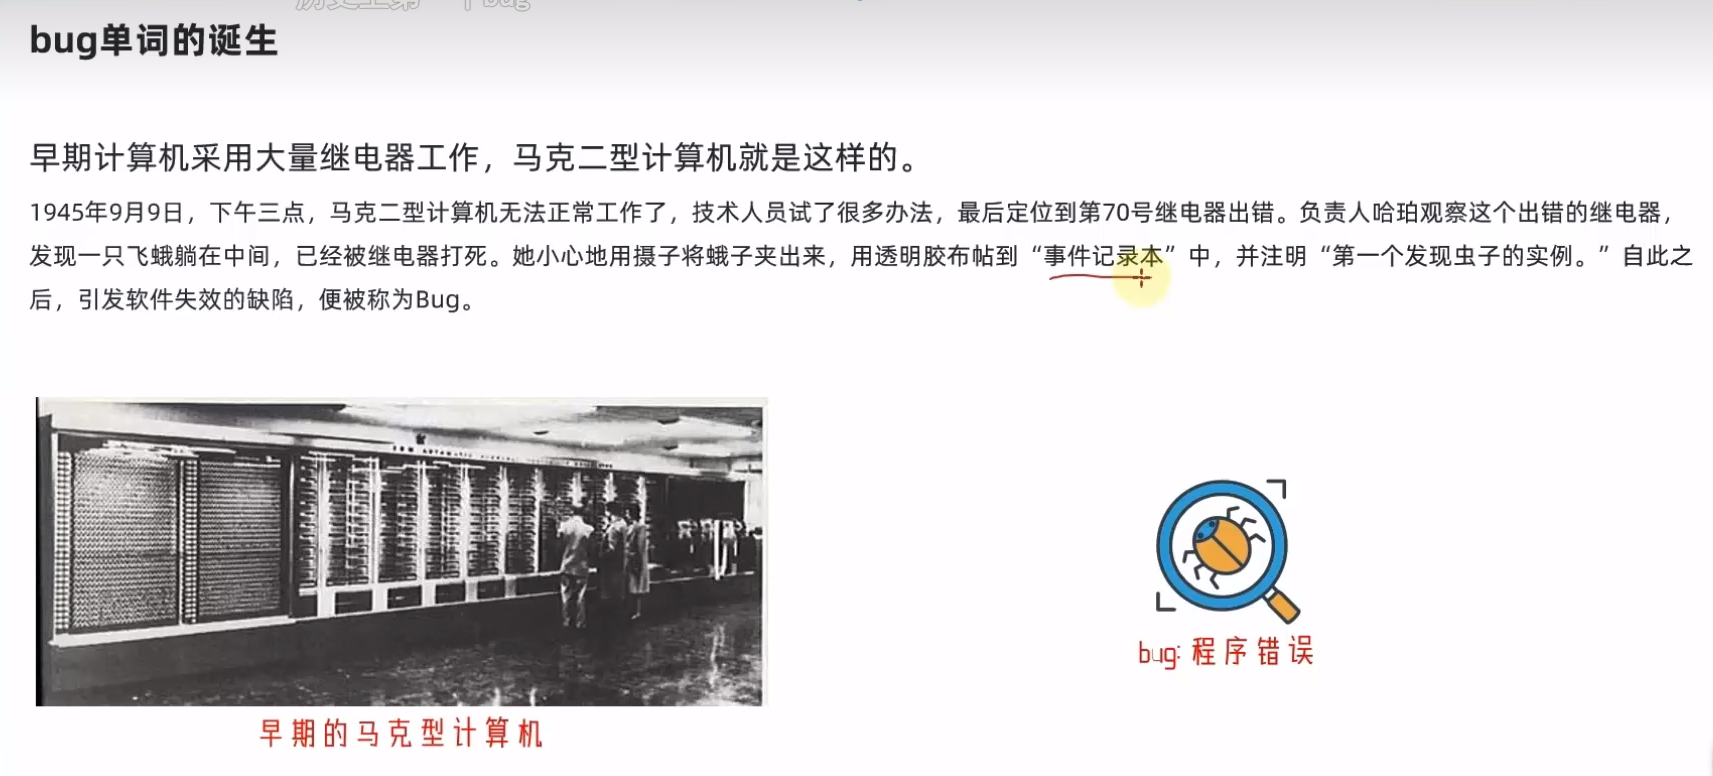 bug单词的诞生
早期计算机采用大量继电器工作，马克二型计算机就是这样的。
1945年9月9日，下午三点，马克二型计算机无法正常工作了，技术人员试了很多办法，最后定位到第70号继电器出错。负责人哈珀观察这个出错的继电器，
发现一只飞蛾躺在中间，已经被继电器打死。她小心地用摄子将蛾子夹出来，用透明胶布帖到“事件记录本”中，并注明“第一个发现虫子的实例。”自此之
后，引发软件失效的缺陷，便被称为Bug。
bug: 程序错误
早期的马克型计算机